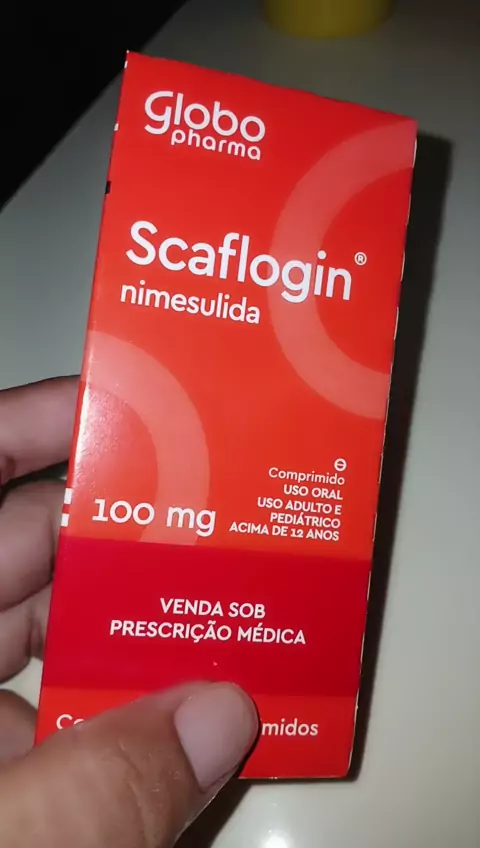 Globo
pharma
Scaflogin®
nimesulida
Comprimido
USO ORAL
USO ADULTO E
PEDIÁTRICO
ACIMA DE 12 ANOS
100 mg
VENDA SOB
PRESCRIÇÃO MÉDICA